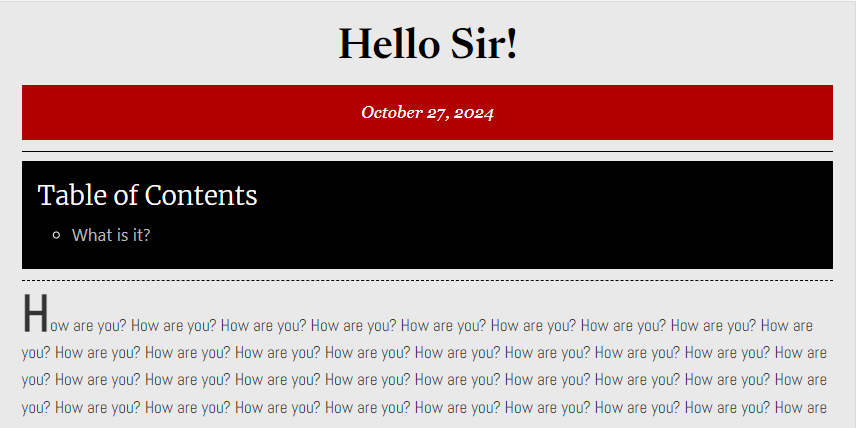 Hello Sir!
October 27, 2024
Table of Contents
What is it?
How are you? How are you? How are you? How are you? How are you? How are you? How are you? How are you? How are
you? How are you? How are you? How are you? How are you? How are you? How are you? How are you? How are you? How are
you? How are you? How are you? How are you? How are you? How are you? How are you? How are you? How are you? How are
you? How are you? How are you? How are you? How are you? How are you? How are you? How are you? How are you? How are